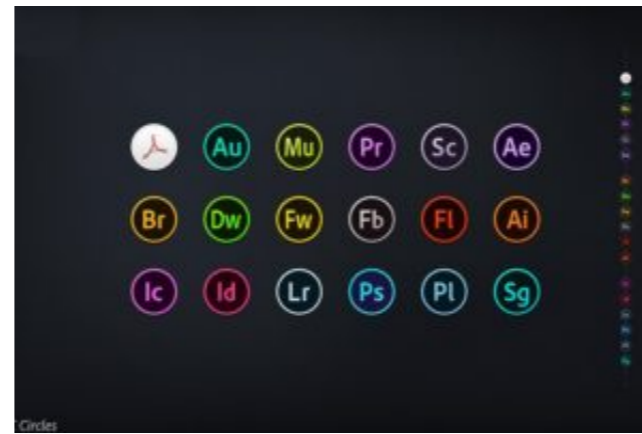 Au Mu Pr Sc Ae
Br Dw Fw Fb Fl Ai
Ic Id Lr Ps Pl Sg
Circles